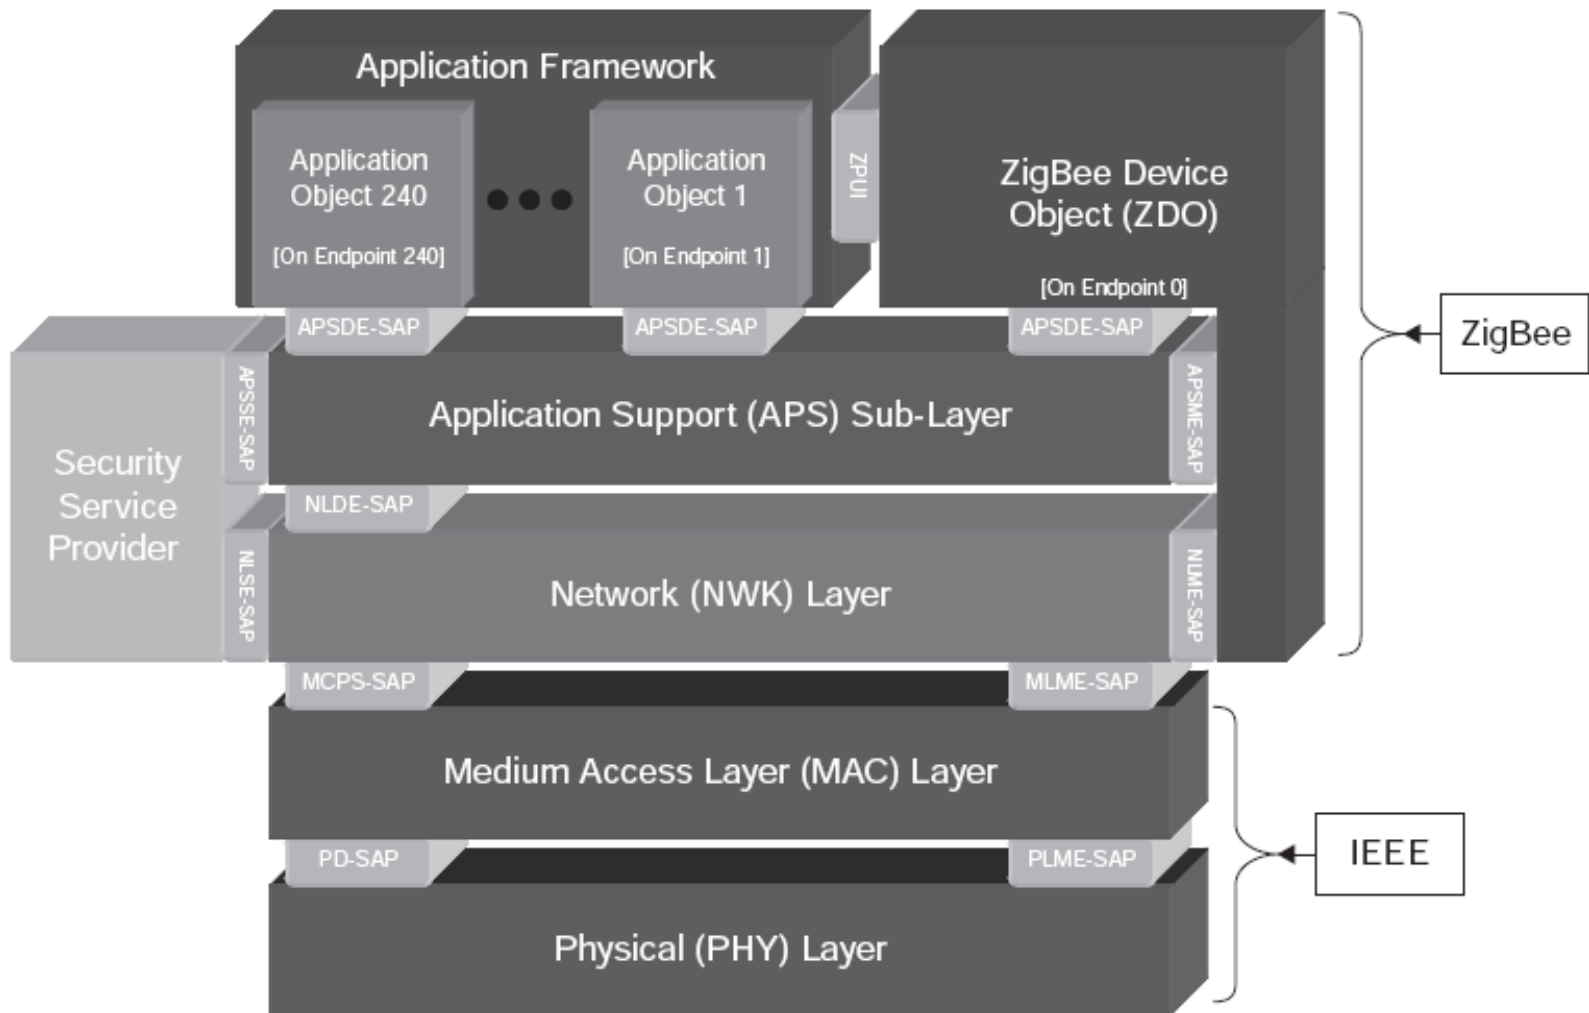 Application Framework
Application
Object 240
[On Endpoint 240]
Application
Object 1
[On Endpoint 1]
ZPUI
ZigBee Device
Object (ZDO)
[On Endpoint 0]
ZigBee
APSDE-SAP
APSDE-SAP
APSDE-SAP
Security
Service
Provider
APSSE-SAP
Application Support (APS) Sub-Layer
APSME-SAP
NLDE-SAP
NLSE-SAP
Network (NWK) Layer
NLME-SAP
MCPS-SAP
MLME-SAP
Medium Access Layer (MAC) Layer
IEEE
PD-SAP
PLME-SAP
Physical (PHY) Layer